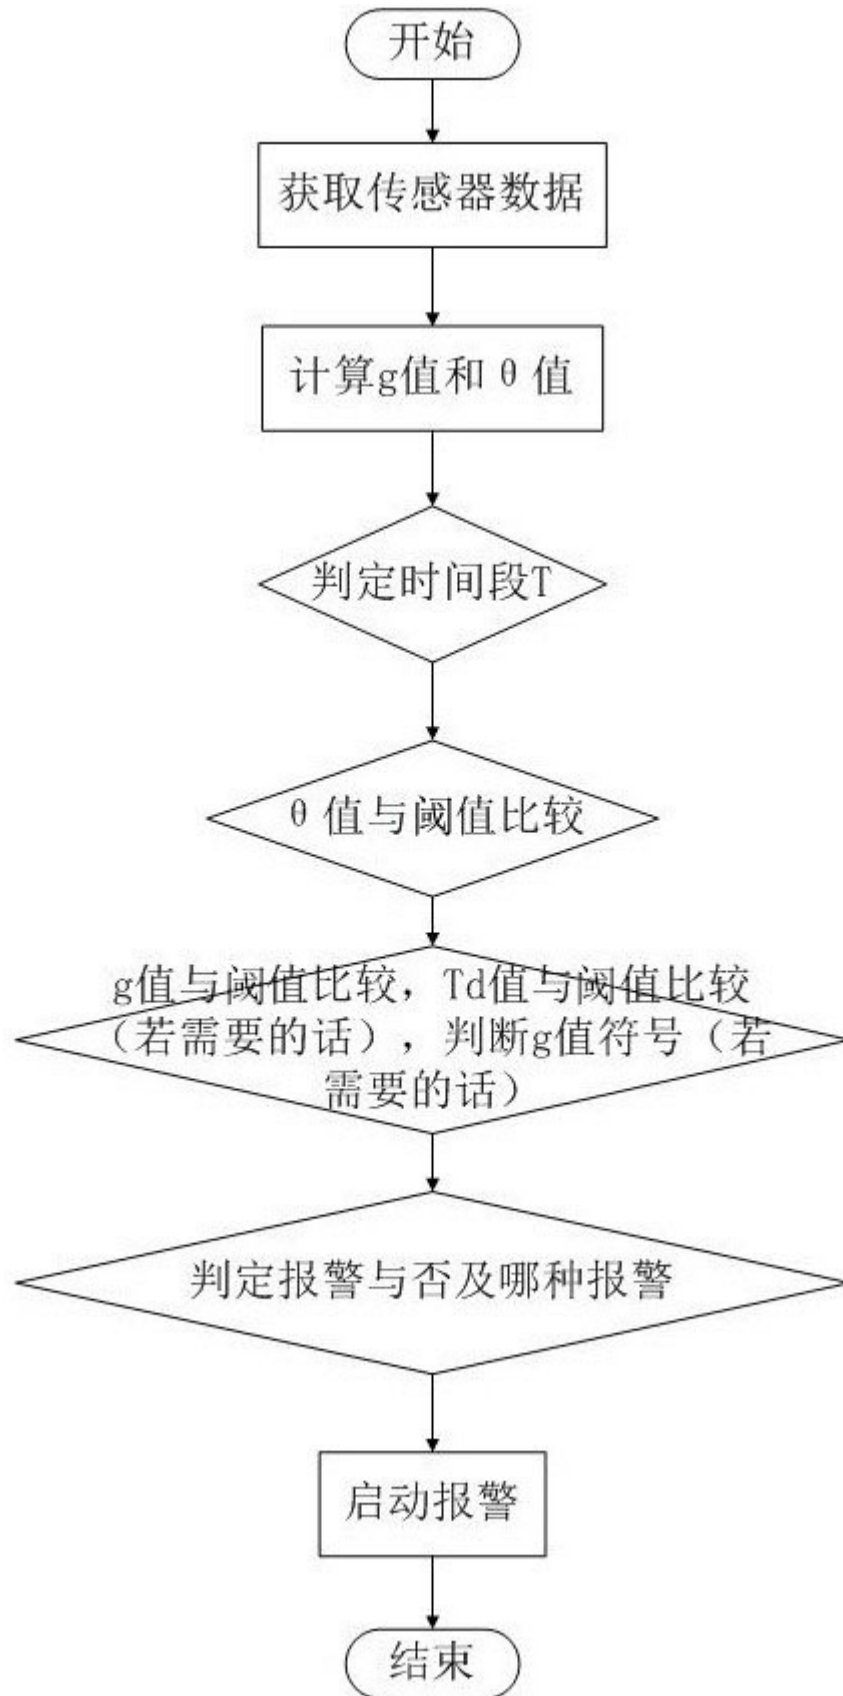 开始
获取传感器数据
计算g值和θ值
判定时间段T
θ值与阈值比较
g值与阈值比较，Td值与阈值比较
（若需要的话），判断g值符号（若
需要的话）
判定报警与否及哪种报警
启动报警
结束